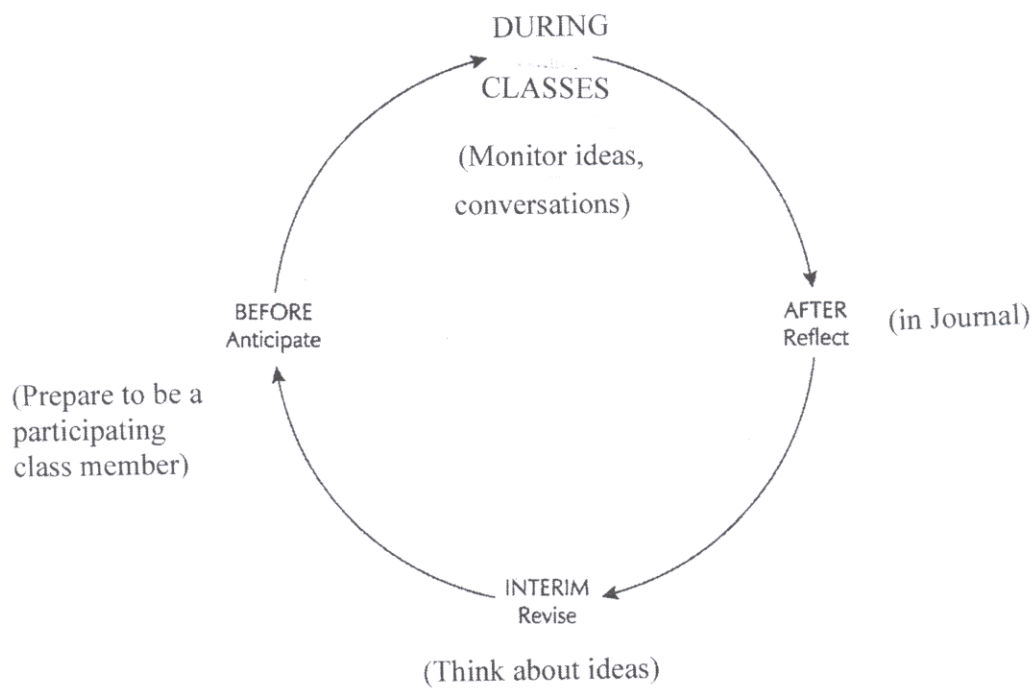 DURING
CLASSES
(Monitor ideas,
conversations)
BEFORE
Anticipate
(Prepare to be a
participating
class member)
AFTER
Reflect
(in Journal)
INTERIM
Revise
(Think about ideas)